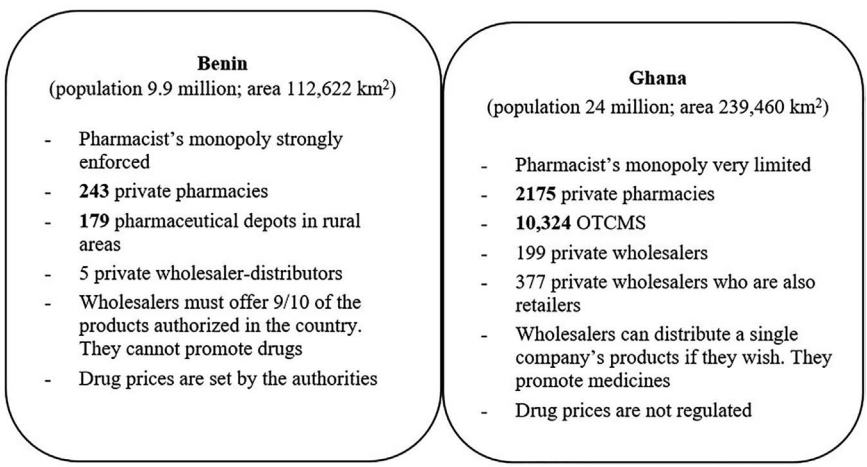 Benin
(population 9.9 million; area 112,622 km²)
- Pharmacist's monopoly strongly
enforced
- 243 private pharmacies
- 179 pharmaceutical depots in rural
areas
- 5 private wholesaler-distributors
- Wholesalers must offer 9/10 of the
products authorized in the country.
They cannot promote drugs
- Drug prices are set by the authorities
Ghana
(population 24 million; area 239,460 km²)
- Pharmacist's monopoly very limited
- 2175 private pharmacies
- 10,324 OTCMS
- 199 private wholesalers
- 377 private wholesalers who are also
retailers
- Wholesalers can distribute a single
company's products if they wish. They
promote medicines
- Drug prices are not regulated